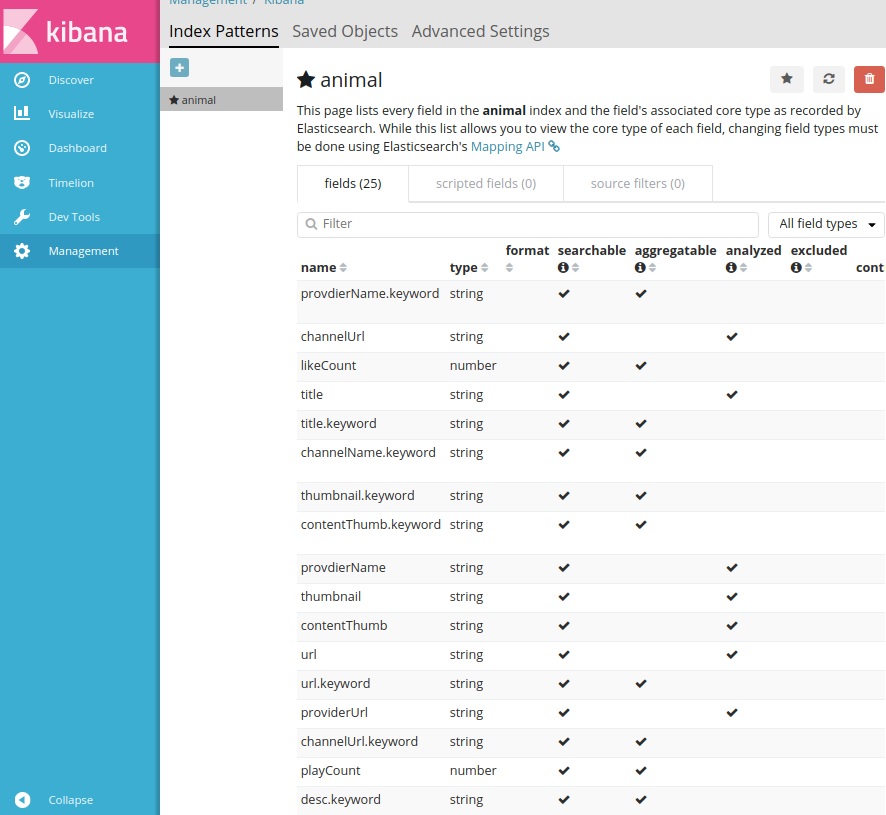 Management / Kibana
kibana
Index Patterns Saved Objects Advanced Settings
Discover
Visualize
Dashboard
Timelion
Dev Tools
Management
Collapse
+
animal
animal
This page lists every field in the animal index and the field's associated core type as recorded by
Elasticsearch. While this list allows you to view the core type of each field, changing field types must
be done using Elasticsearch's Mapping API
fields (25) scripted fields (0) source filters (0)
Filter All field types
name type format searchable aggregatable analyzed excluded cont
provdierName.keyword string
channelUrl string
likeCount number
title string
title.keyword string
channelName.keyword string
thumbnail.keyword string
contentThumb.keyword string
provdierName string
thumbnail string
contentThumb string
url string
url.keyword string
providerUrl string
channelUrl.keyword string
playCount number
desc.keyword string